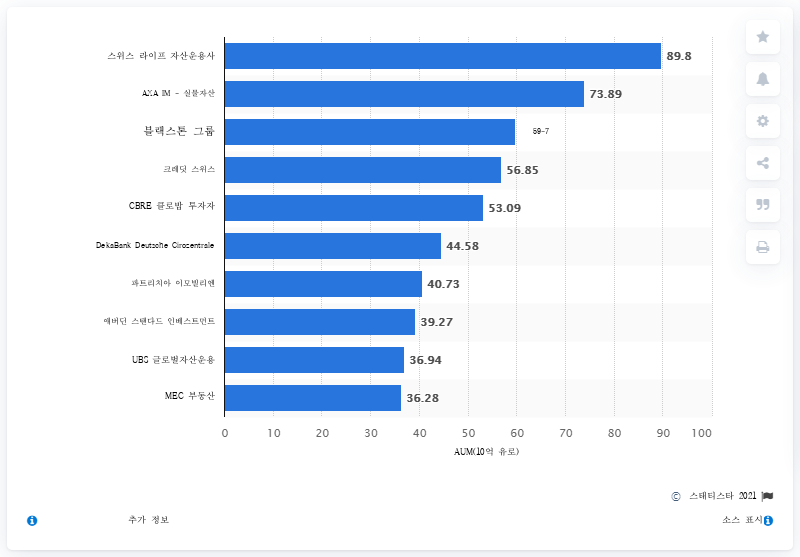 스위스 라이프 자산운용사 89.8
AXA IM - 실물자산 73.89
블랙스톤 그룹 59-7
크레딧 스위스 56.85
CBRE 글로밤 투자자 53.09
DekaBank Deutzche Cirozentrale 44.58
파트리치아 이모빌리엔 40.73
애버딘 스탠다드 인베스트먼트 39.27
UBS 글로벌자산운용 36.94
MEC 부동산 36.28
0 10 20 30 40 50 60 70 80 90 100
AUM(10억 유로)
© 스태티스타 2021
추가 정보 소스 표시